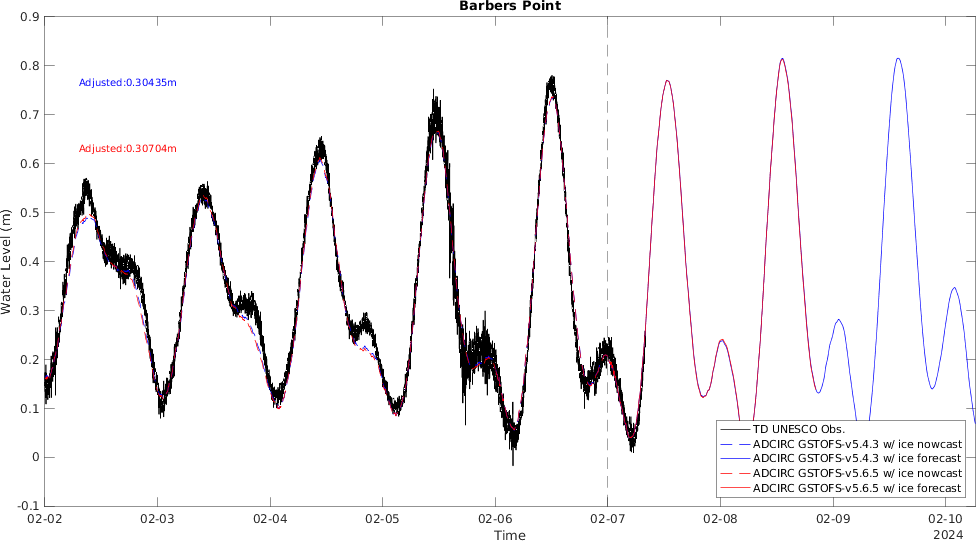 Barbers Point
0.9
0.8
0.7
0.6
0.5
0.4
0.3
0.2
0.1
0
-0.1
Water Level (m)
Adjusted:0.30435m
Adjusted:0.30704m
TD UNESCO Obs.
ADCIRC GSTOFS-v5.4.3 w/ ice nowcast
ADCIRC GSTOFS-v5.4.3 w/ ice forecast
ADCIRC GSTOFS-v5.6.5 w/ ice nowcast
ADCIRC GSTOFS-v5.6.5 w/ ice forecast
02-02 02-03 02-04 02-05 02-06 02-07 02-08 02-09 02-10
Time
2024